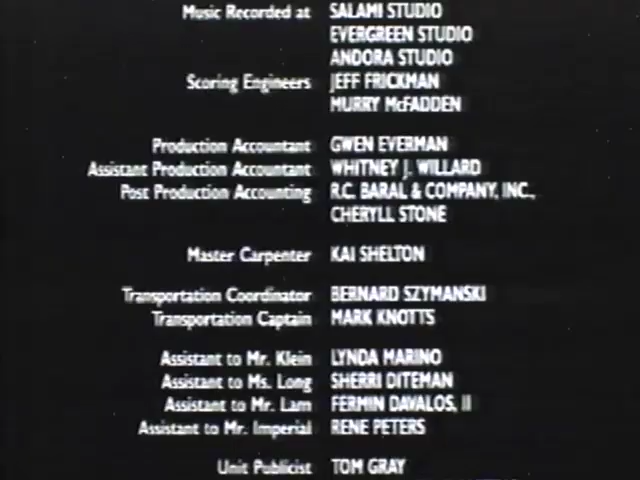 Music Recorded at SALAMI STUDIO
EVERGREEN STUDIO
ANDORA STUDIO
Scoring Engineers JEFF FRICKMAN
MURRY McFADDEN
Production Accountant GWEN EVERMAN
Assistant Production Accountant WHITNEY J. WILLARD
Post Production Accounting R.C. BARAL & COMPANY, INC.,
CHERYLL STONE
Master Carpenter KAI SHELTON
Transportation Coordinator BERNARD SZYMANSKI
Transportation Captain MARK KNOTTS
Assistant to Mr. Klein LYNDA MARINO
Assistant to Ms. Long SHERRI DITEMAN
Assistant to Mr. Lam FERMIN DAVALOS, II
Assistant to Mr. Imperial RENE PETERS
Unit Publicist TOM GRAY